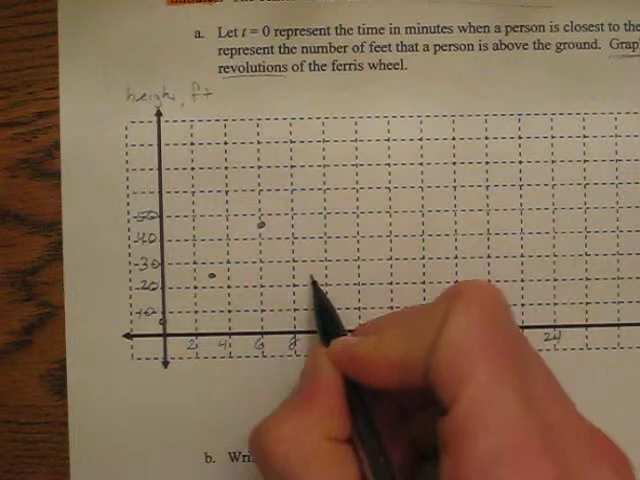 a. Let t = 0 represent the time in minutes when a person is closest to the
represent the number of feet that a person is above the ground. Grap
revolutions of the ferris wheel.
height, ft
50
40
30
20
10
2 4 6 8 24
b. Wri